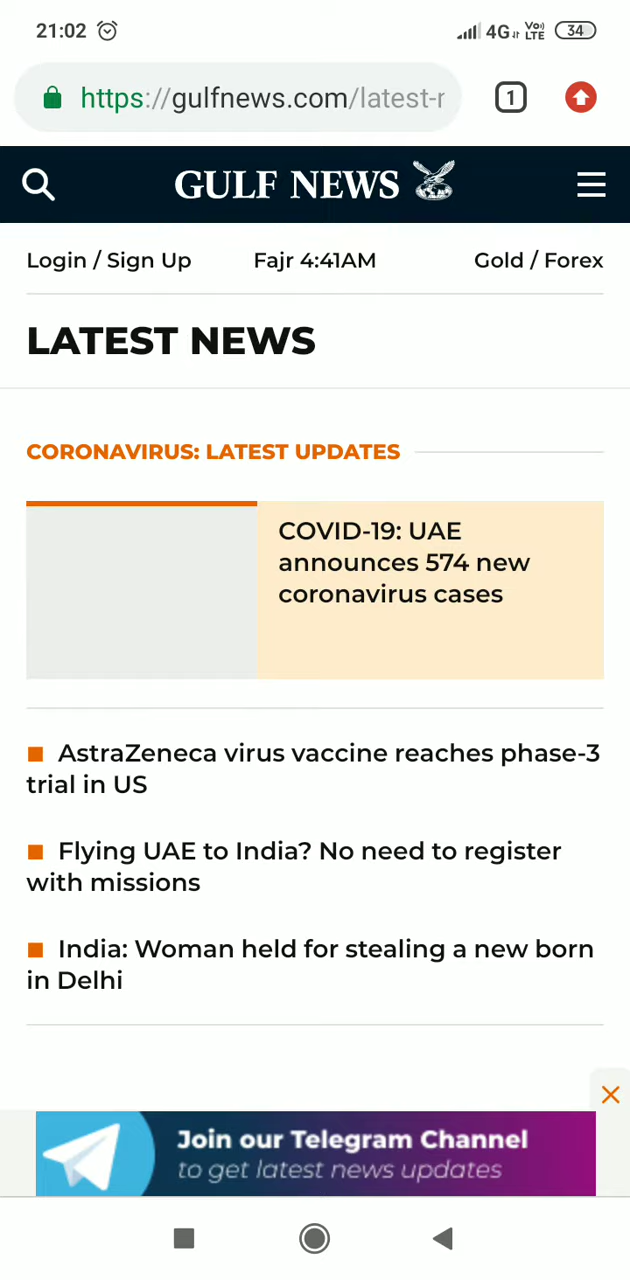 21:02
4G Vo) LTE 34
https://gulfnews.com/latest-r
1
GULF NEWS
Login / Sign Up Fajr 4:41AM Gold / Forex
LATEST NEWS
CORONAVIRUS: LATEST UPDATES
COVID-19: UAE
announces 574 new
coronavirus cases
AstraZeneca virus vaccine reaches phase-3
trial in US
Flying UAE to India? No need to register
with missions
India: Woman held for stealing a new born
in Delhi
Join our Telegram Channel
to get latest news updates